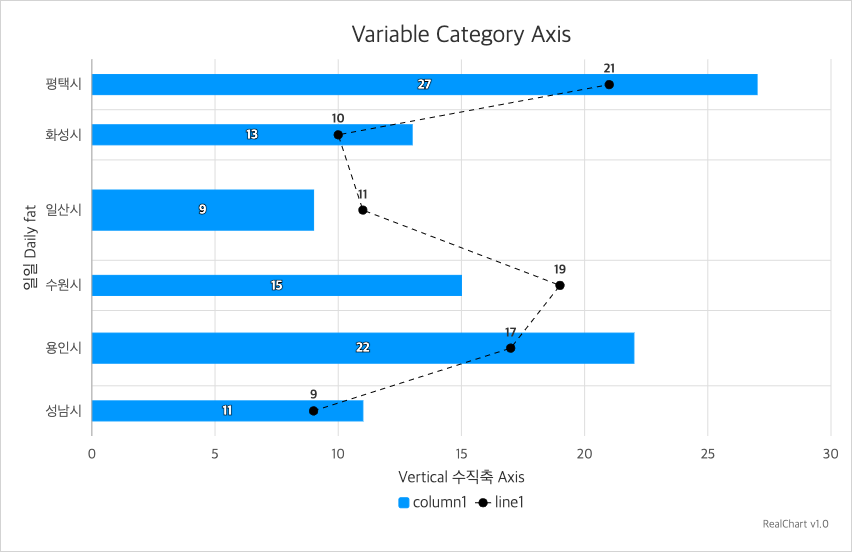 Variable Category Axis
일일 Daily fat
평택시
27
21
화성시
13
10
일산시
9
11
수원시
15
19
용인시
22
17
성남시
11
9
0 5 10 15 20 25 30
Vertical 수직축 Axis
column1 line1
RealChart v1.0